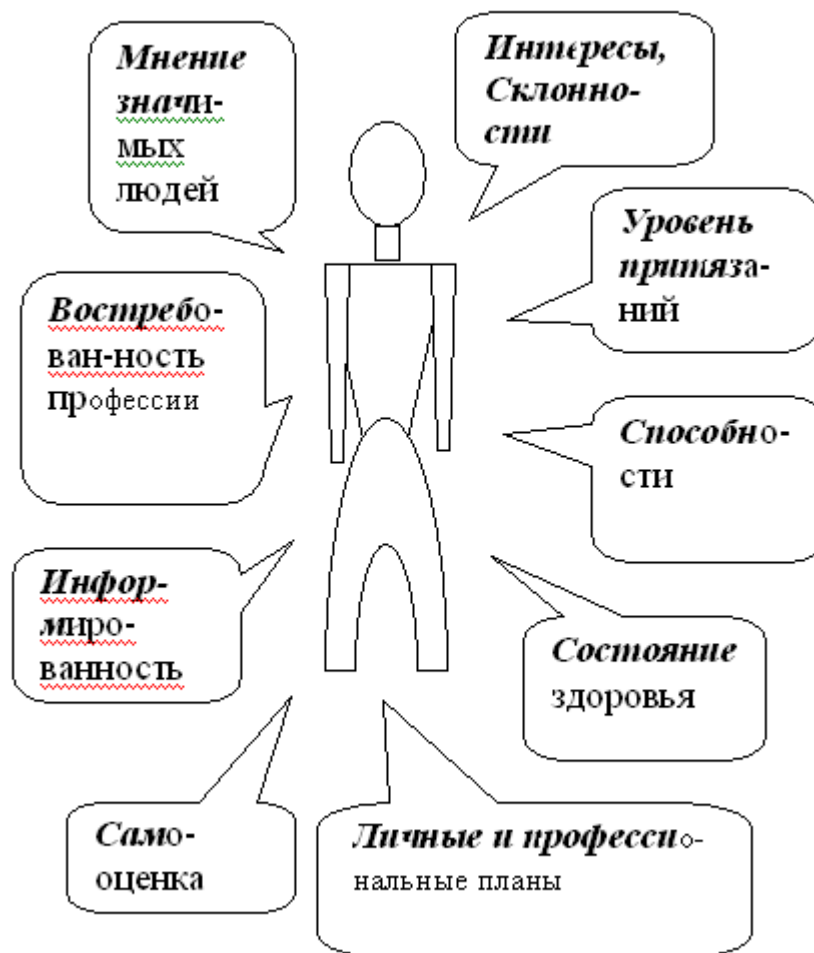 Мнение
значи-
мых
людей
Интересы,
Склонно-
сти
Уровень
притяза-
ний
Востребо-
ван-ность
профессии
Способно-
сти
Инфор-
миро-
ванность
Состояние
здоровья
Само-
оценка
Личные и профессио-
нальные планы